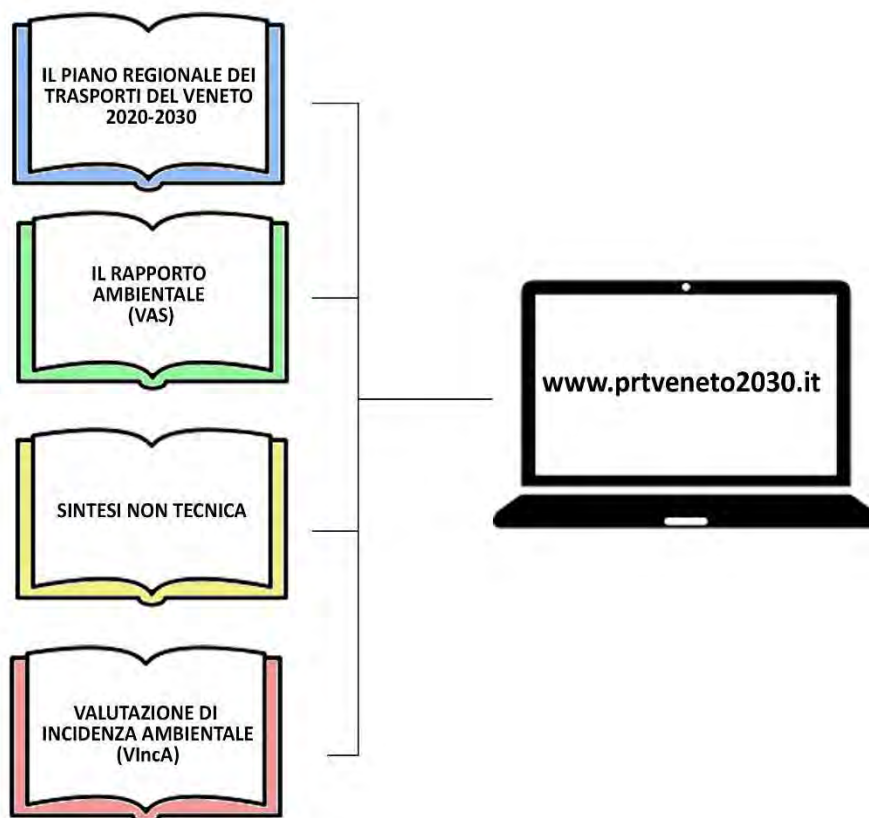 IL PIANO REGIONALE DEI
TRASPORTI DEL VENETO
2020-2030
IL RAPPORTO
AMBIENTALE
(VAS)
SINTESI NON TECNICA
VALUTAZIONE DI
INCIDENZA AMBIENTALE
(VIncA)
www.prtveneto2030.it